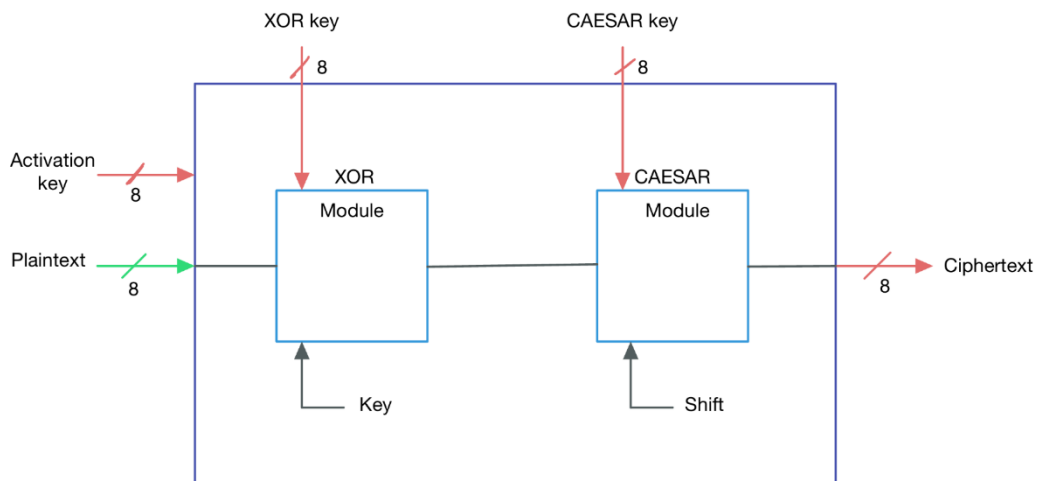 XOR key
CAESAR key
8
8
Activation
key
8
XOR
Module
CAESAR
Module
Plaintext
8
Ciphertext
8
Key
Shift